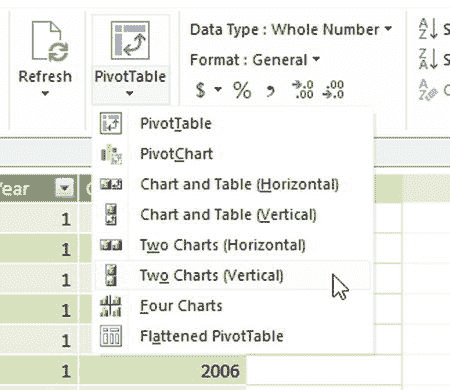 Refresh
PivotTable
Data Type : Whole Number
Format : General
$ % , .0 .00 .00 .0
A Z S
Z A S
A Z C
PivotTable
PivotChart
Chart and Table (Horizontal)
Chart and Table (Vertical)
Two Charts (Horizontal)
Two Charts (Vertical)
Four Charts
Flattened PivotTable
Year C
1
1
1
1
1
1 2006